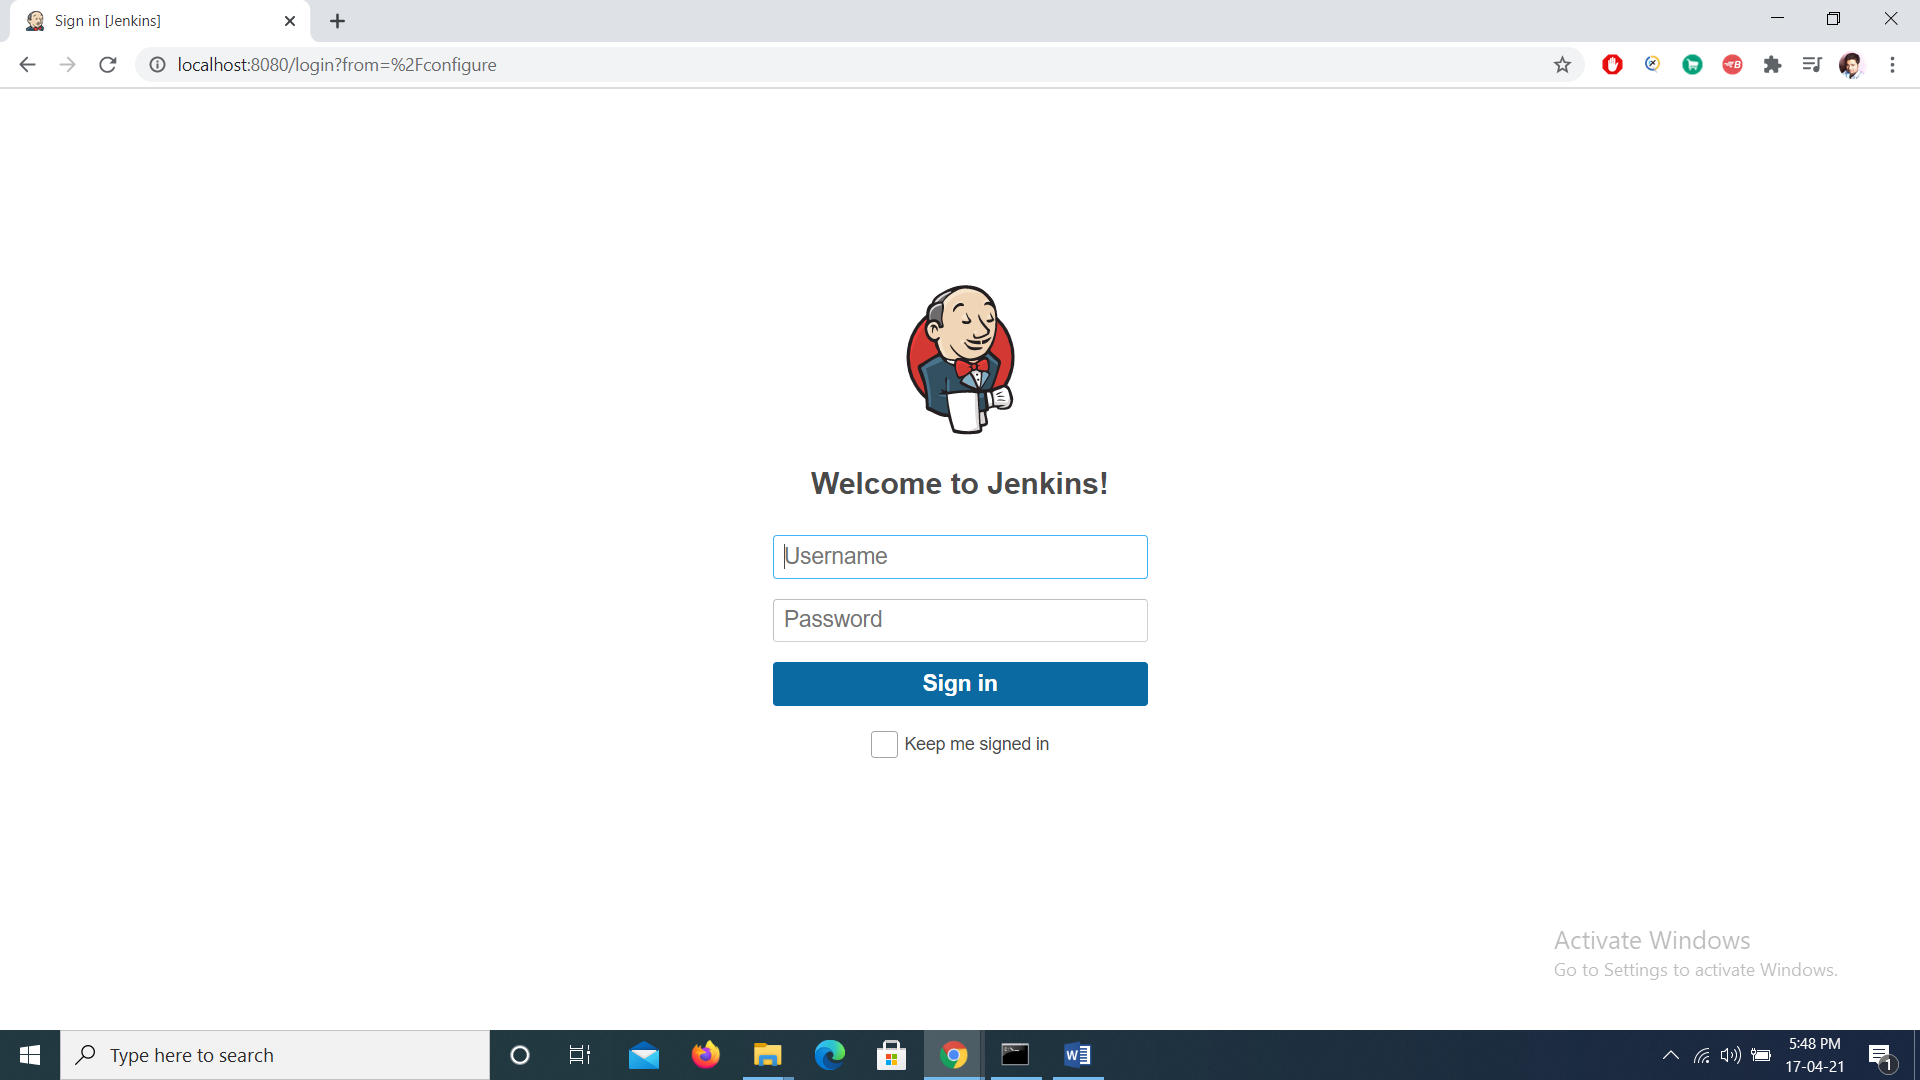 Sign in [Jenkins]
localhost:8080/login?from=%2Fconfigure
Welcome to Jenkins!
Username
Password
Sign in
Keep me signed in
Activate Windows
Go to Settings to activate Windows.
Type here to search
5:48 PM
17-04-21
1